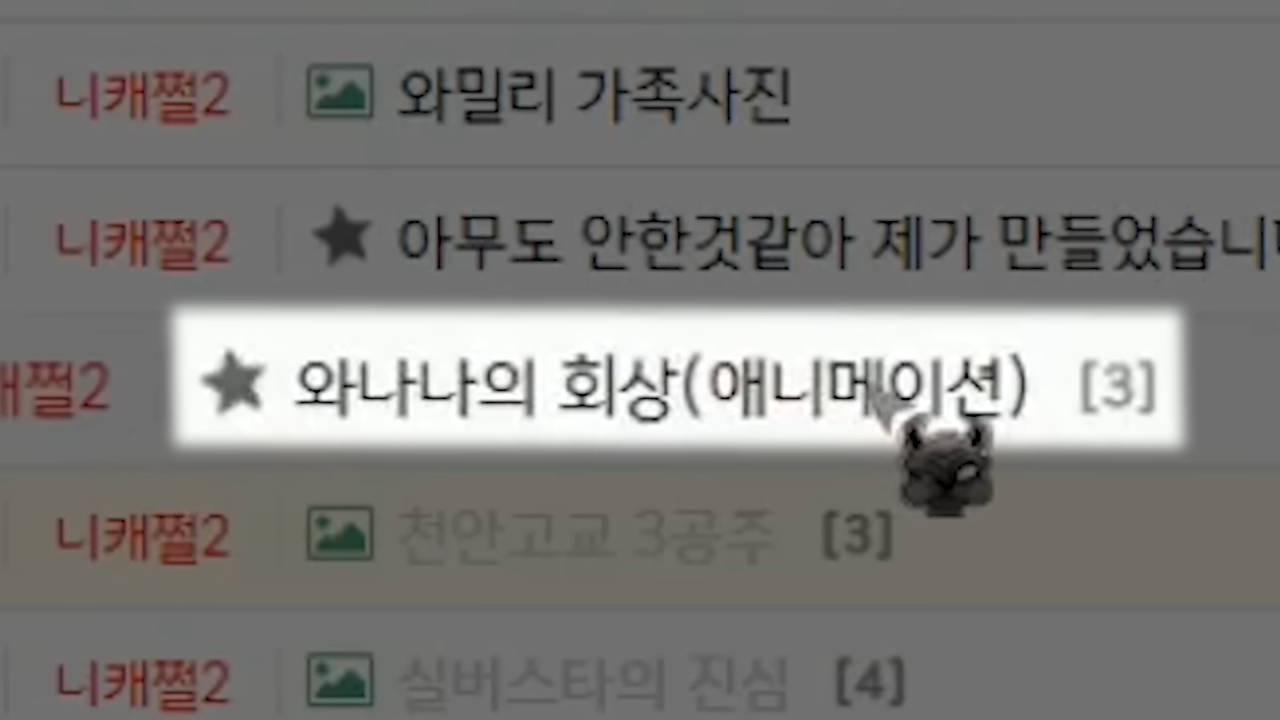 니캐쩔2 와밀리 가족사진
니캐쩔2 아무도 안한것같아 제가 만들었습니
캐쩔2 와나나의 회상(애니메이션) [3]
니캐쩔2 천안고교 3공주 [3]
니캐쩔2 실버스타의 진심 [4]